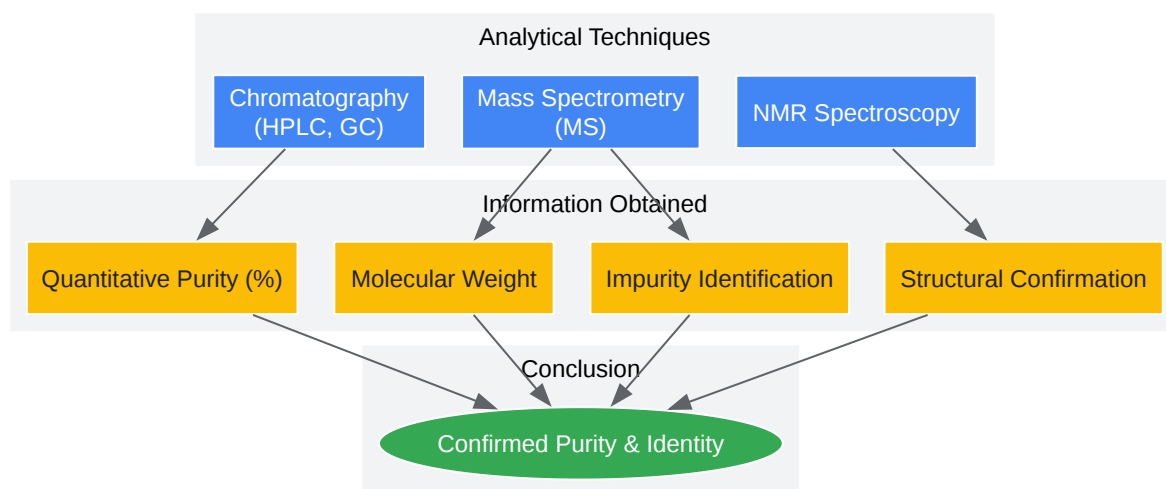 Analytical Techniques
Chromatography
(HPLC, GC)
Mass Spectrometry
(MS)
NMR Spectroscopy
Information Obtained
Quantitative Purity (%)
Molecular Weight
Impurity Identification
Structural Confirmation
Conclusion
Confirmed Purity & Identity